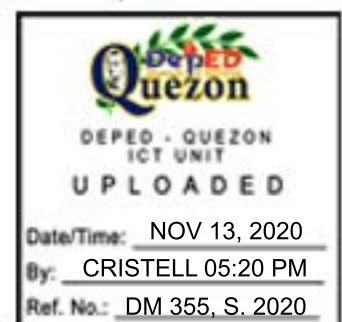 DepED
Quezon
DEPED - QUEZON
ICT UNIT
UPLOADED
Date/Time: NOV 13, 2020
By: CRISTELL 05:20 PM
Ref. No.: DM 355, S. 2020